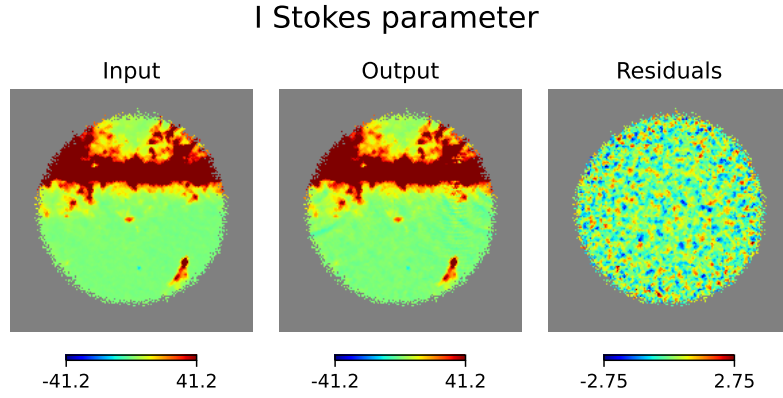 I Stokes parameter
Input Output Residuals
-41.2 41.2 -41.2 41.2 -2.75 2.75